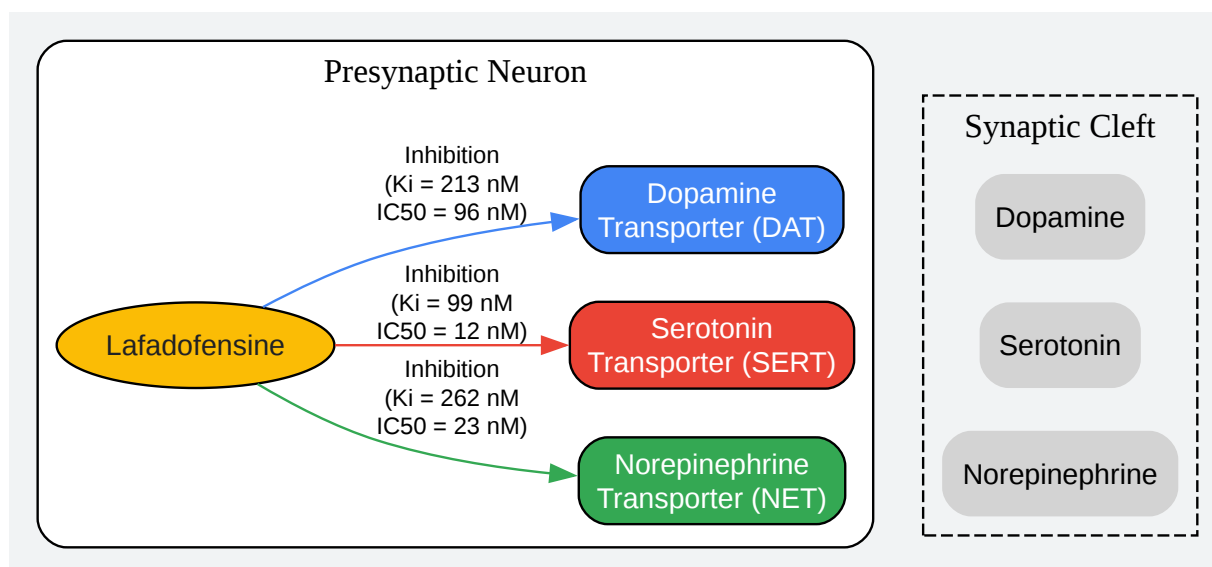 Presynaptic Neuron
Inhibition
(Ki = 213 nM
IC50 = 96 nM)
Dopamine
Transporter (DAT)
Inhibition
(Ki = 99 nM
IC50 = 12 nM)
Lafadofensine
Serotonin
Transporter (SERT)
Inhibition
(Ki = 262 nM
IC50 = 23 nM)
Norepinephrine
Transporter (NET)
Synaptic Cleft
Dopamine
Serotonin
Norepinephrine